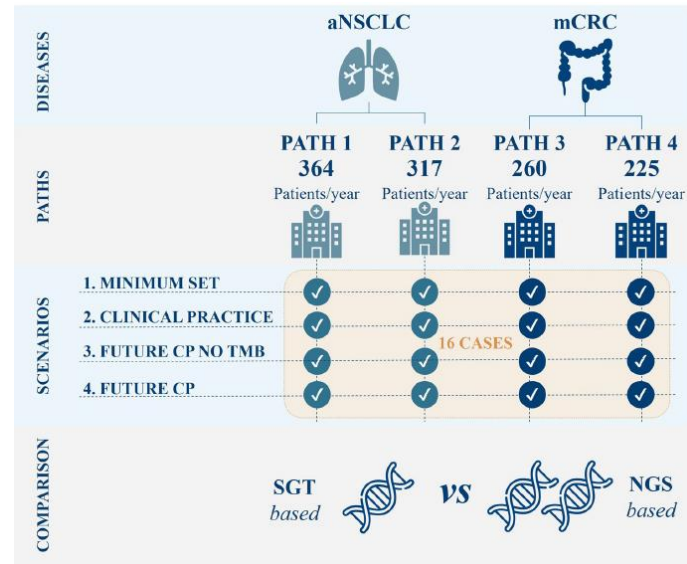 DISEASES
aNSCLC
mCRC
PATHS
PATH 1
364
Patients/year
PATH 2
317
Patients/year
PATH 3
260
Patients/year
PATH 4
225
Patients/year
SCENARIOS
1. MINIMUM SET
2. CLINICAL PRACTICE
3. FUTURE CP NO TMB
4. FUTURE CP
16 CASES
COMPARISON
SGT
based
vs
NGS
based